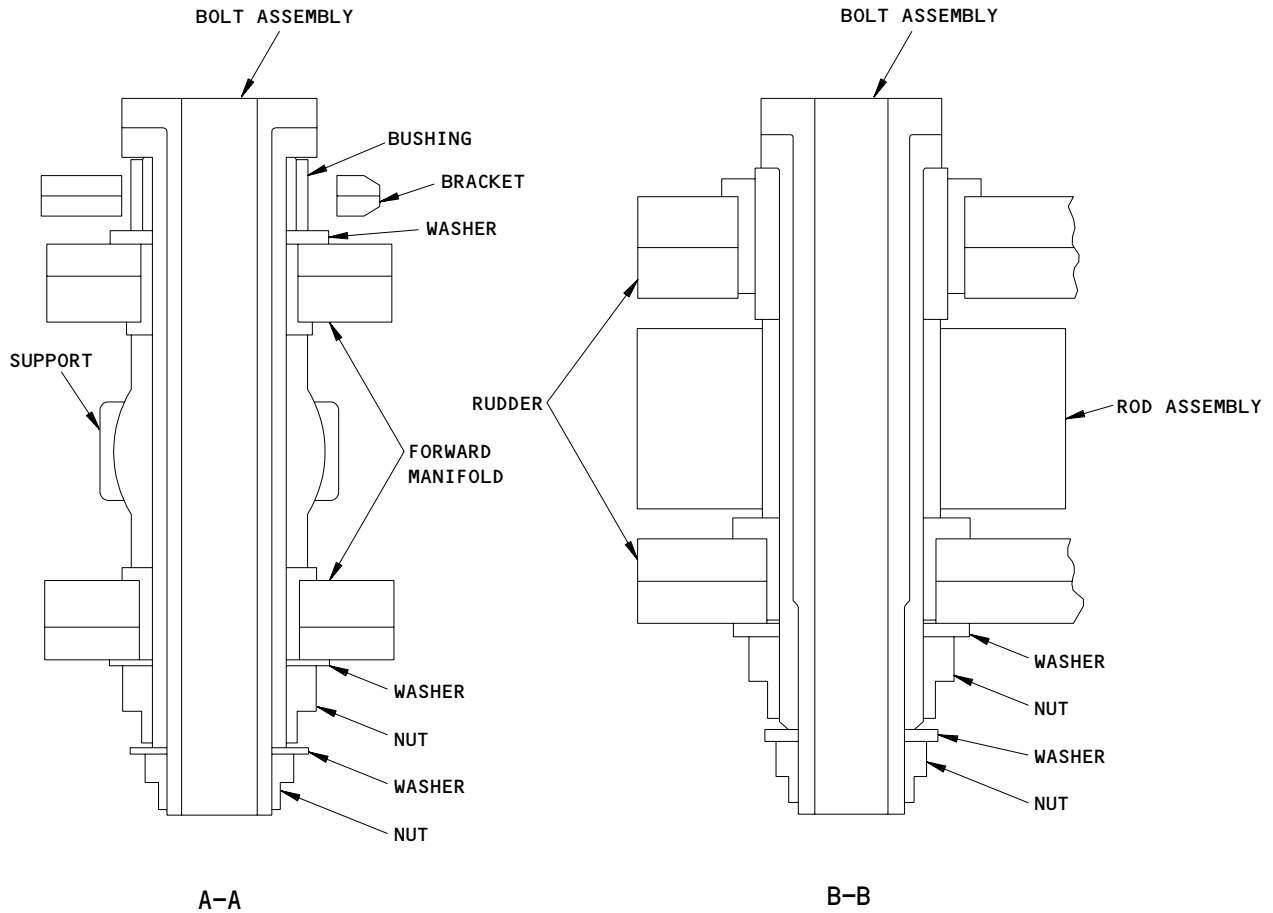 BOLT ASSEMBLY
BUSHING
BRACKET
WASHER
SUPPORT
FORWARD
MANIFOLD
WASHER
NUT
WASHER
NUT
A-A
BOLT ASSEMBLY
RUDDER
ROD ASSEMBLY
WASHER
NUT
WASHER
NUT
B-B